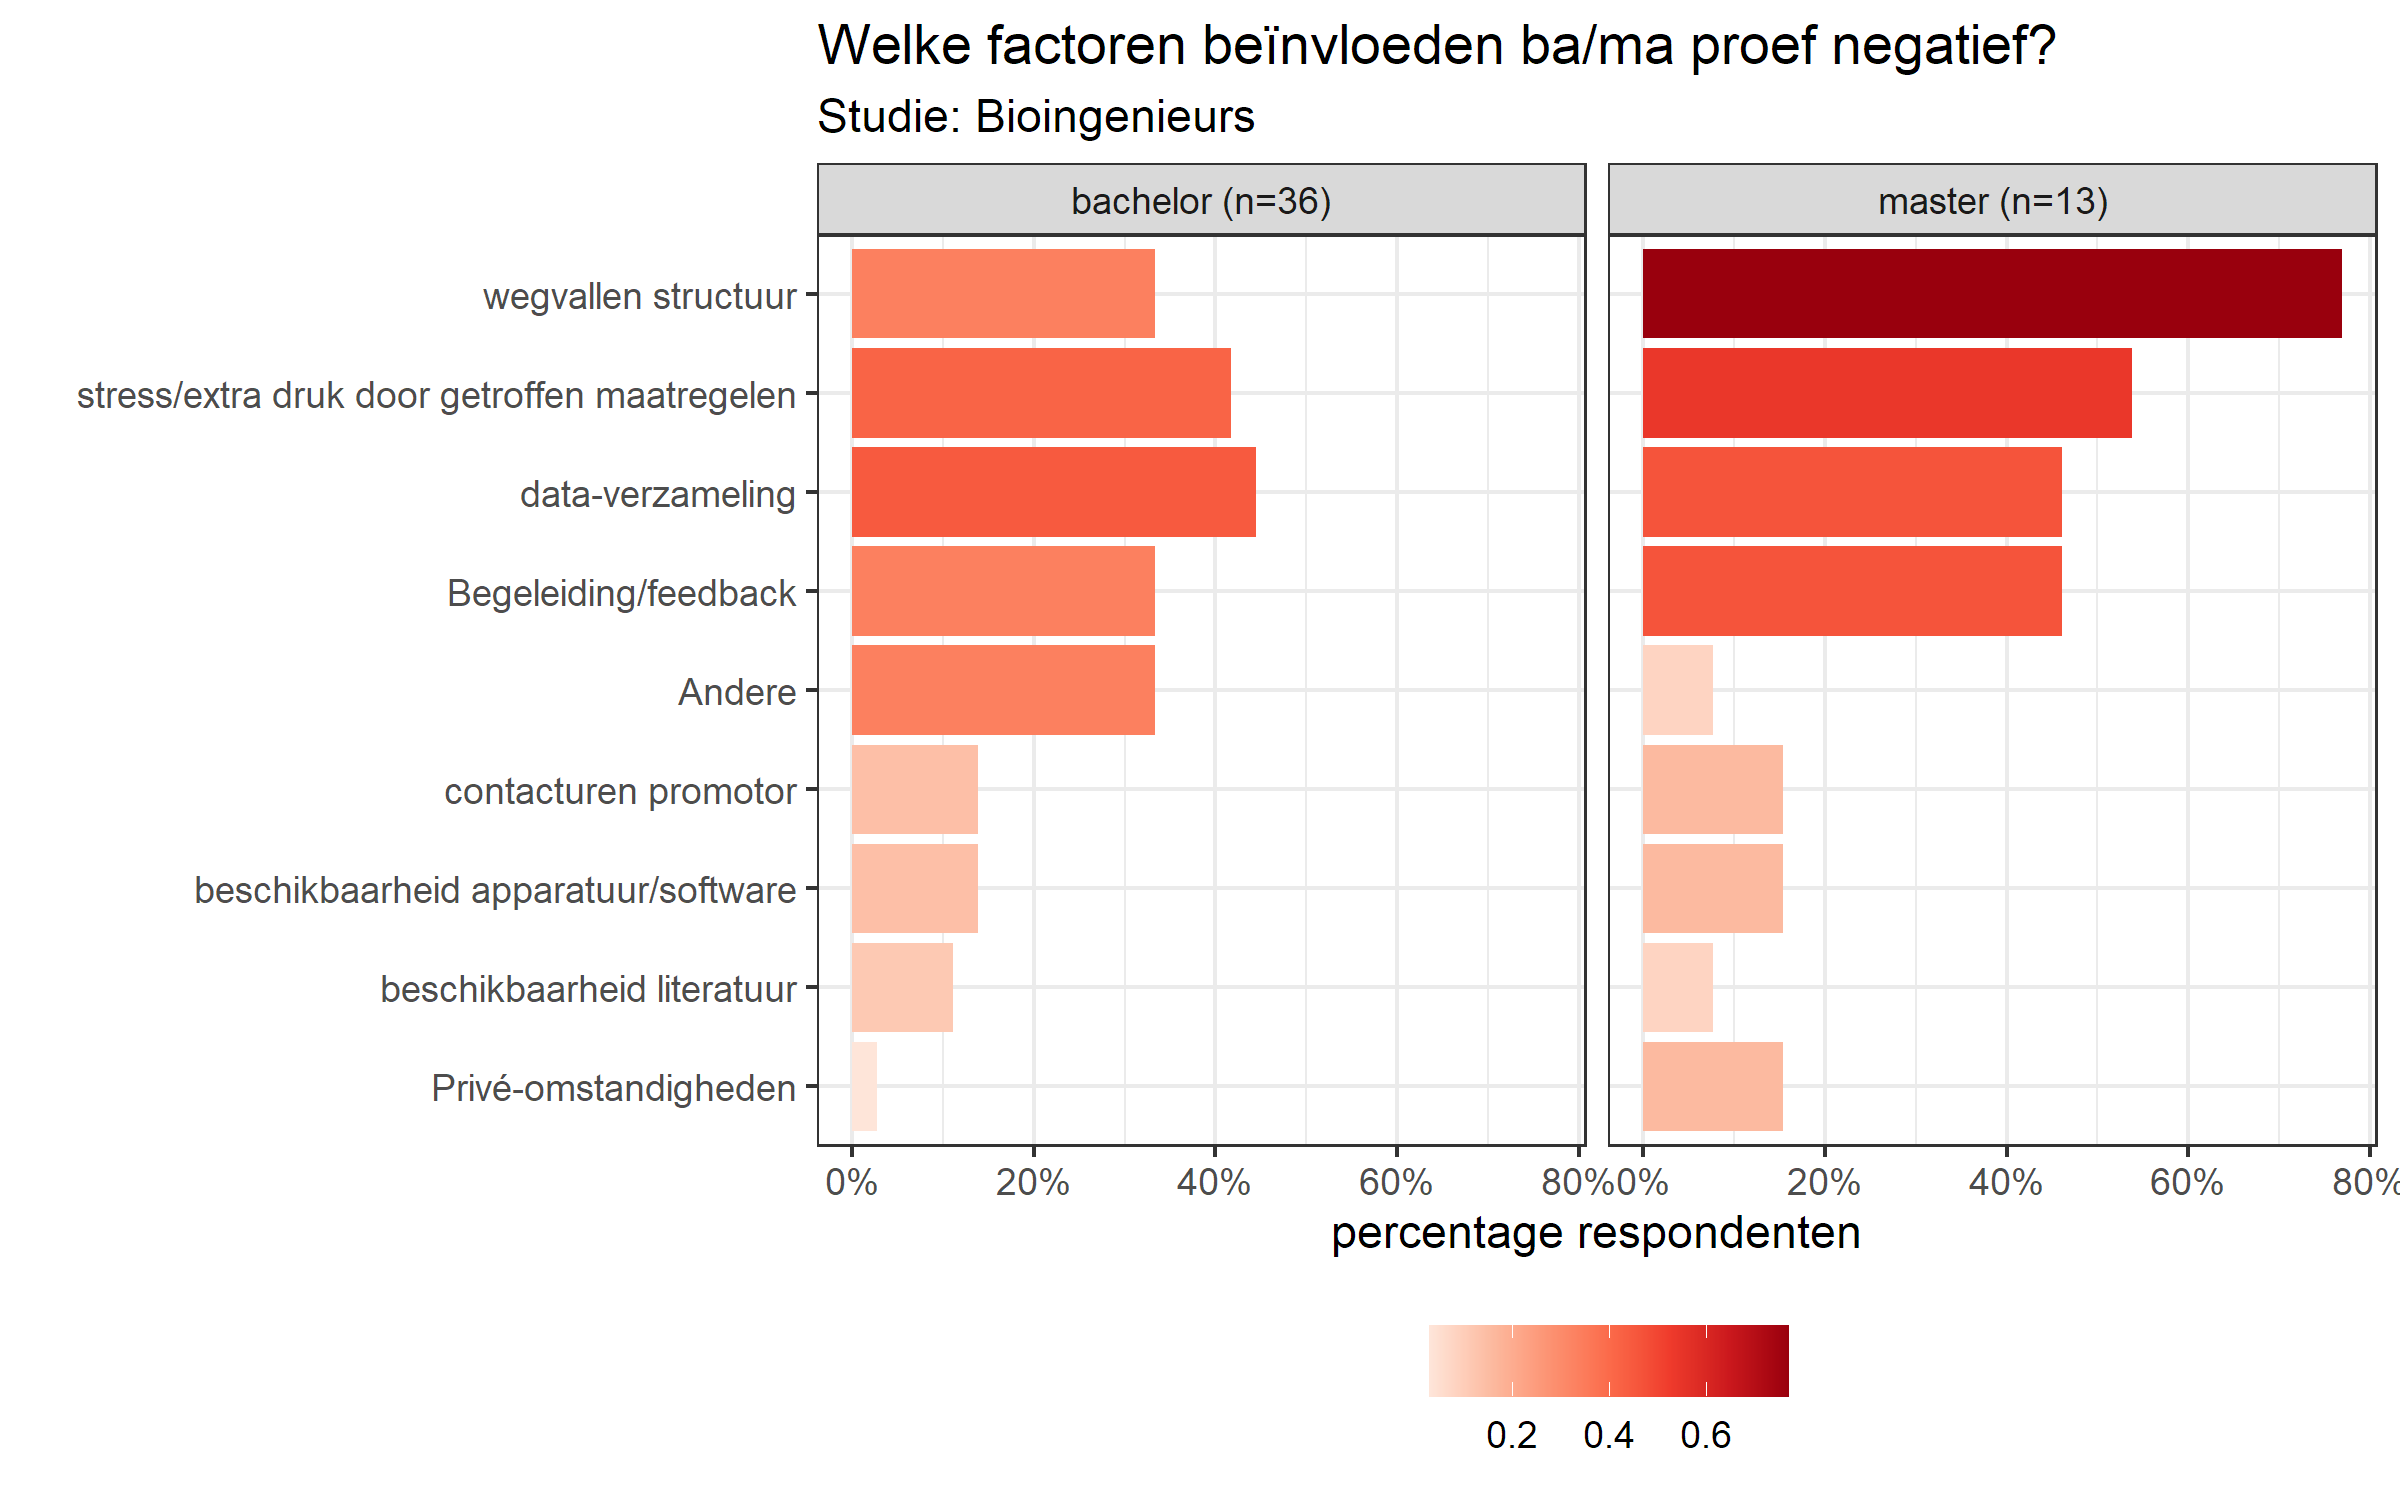 Welke factoren beïnvloeden ba/ma proef negatief?
Studie: Bioingenieurs
bachelor (n=36)
master (n=13)
wegvallen structuur
stress/extra druk door getroffen maatregelen
data-verzameling
Begeleiding/feedback
Andere
contacturen promotor
beschikbaarheid apparatuur/software
beschikbaarheid literatuur
Privé-omstandigheden
0% 20% 40% 60% 80% 0% 20% 40% 60% 80%
percentage respondenten
0.2 0.4 0.6